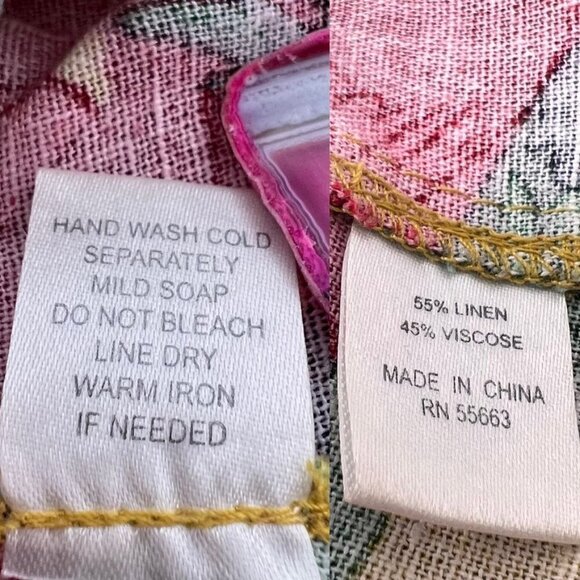 HAND WASH COLD
SEPARATELY
MILD SOAP
DO NOT BLEACH
LINE DRY
WARM IRON
IF NEEDED
55% LINEN
45% VISCOSE
MADE IN CHINA
RN 55663